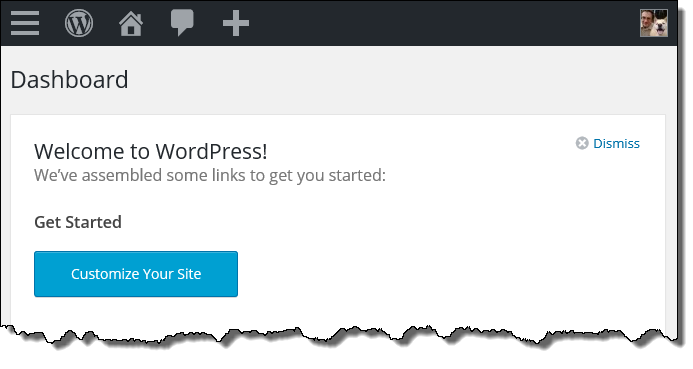 Dashboard
Welcome to WordPress!
Dismiss
We've assembled some links to get you started:
Get Started
Customize Your Site